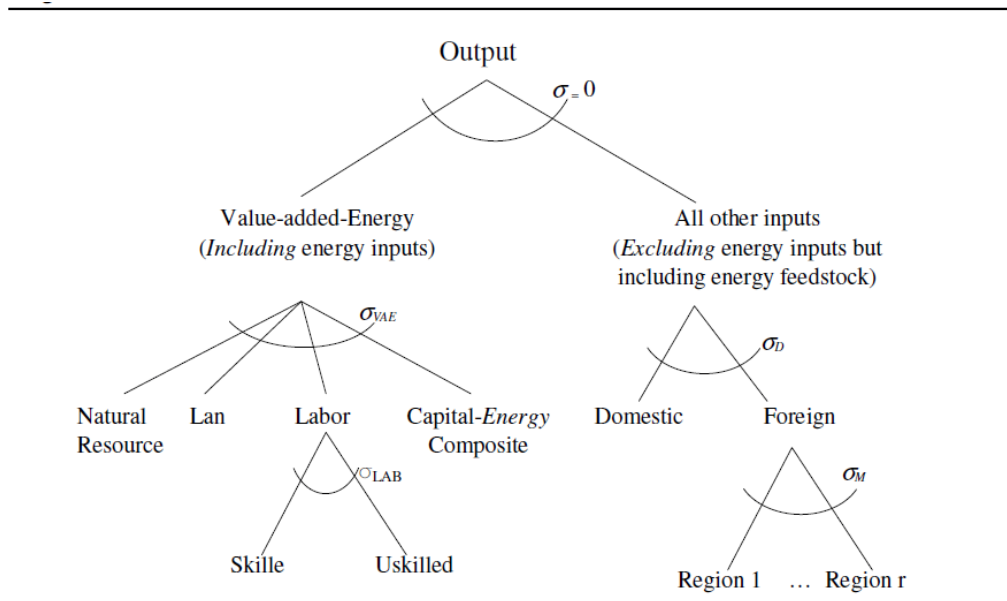 Output
σ = 0
Value-added-Energy
(Including energy inputs)
All other inputs
(Excluding energy inputs but
including energy feedstock)
σVAE
σD
Natural
Resource
Lan
Labor
Capital-Energy
Composite
Domestic
Foreign
σLAB
σM
Skille
Uskilled
Region 1 … Region r